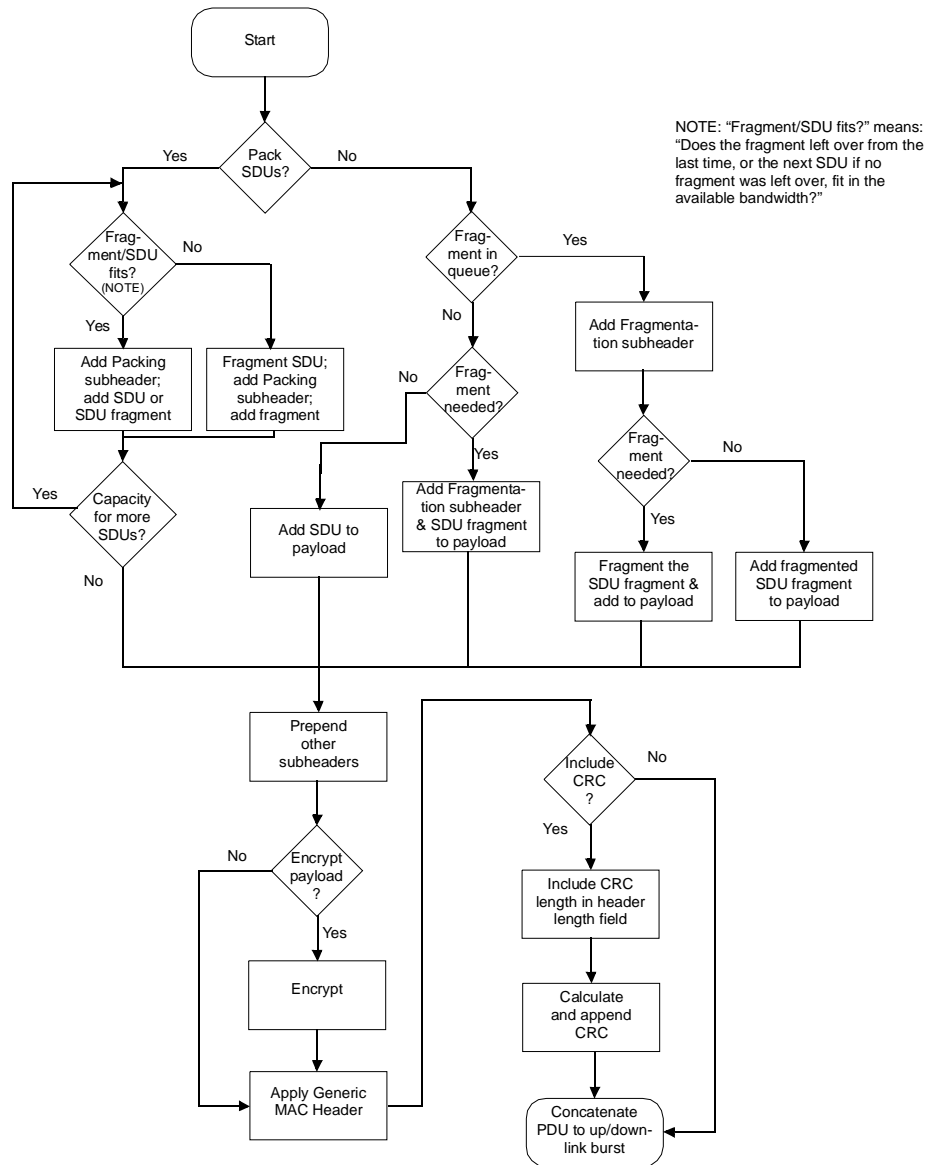 Start
NOTE: “Fragment/SDU fits?” means:
“Does the fragment left over from the
last time, or the next SDU if no
fragment was left over, fit in the
available bandwidth?”
Yes
Pack
SDUs?
No
Frag-
ment/SDU
fits?
(NOTE)
No
Yes
Frag-
ment in
queue?
Yes
No
Add Fragmenta-
tion subheader
Add Packing
subheader;
add SDU or
SDU fragment
Fragment SDU;
add Packing
subheader;
add fragment
No
Frag-
ment
needed?
Yes
Frag-
ment
needed?
No
Yes
Yes
Capacity
for more
SDUs?
No
Add SDU to
payload
Add Fragmenta-
tion subheader
& SDU fragment
to payload
Fragment the
SDU fragment &
add to payload
Add fragmented
SDU fragment
to payload
Prepend
other
subheaders
Include
CRC
?
No
Yes
No
Encrypt
payload
?
Yes
Include CRC
length in header
length field
Encrypt
Calculate
and append
CRC
Apply Generic
MAC Header
Concatenate
PDU to up/down-
link burst